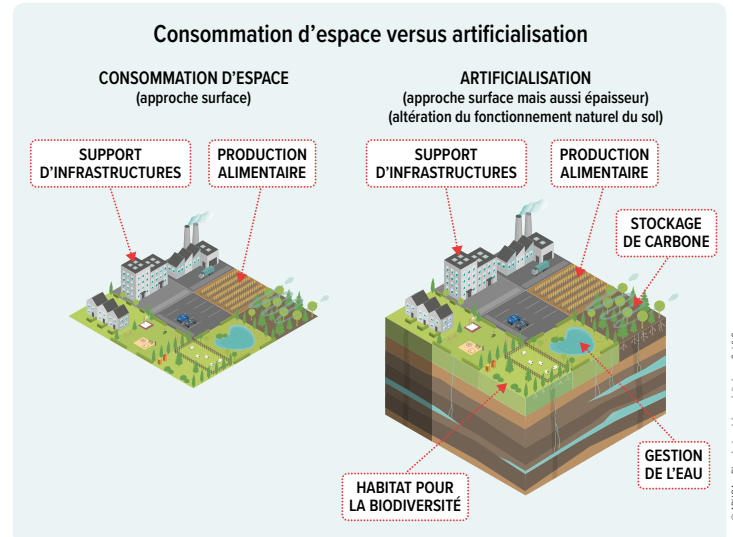 Consommation d’espace versus artificialisation
CONSOMMATION D’ESPACE
(approche surface)
SUPPORT
D’INFRASTRUCTURES
PRODUCTION
ALIMENTAIRE
ARTIFICIALISATION
(approche surface mais aussi épaisseur)
(altération du fonctionnement naturel du sol)
SUPPORT
D’INFRASTRUCTURES
PRODUCTION
ALIMENTAIRE
STOCKAGE
DE CARBONE
HABITAT POUR
LA BIODIVERSITÉ
GESTION
DE L’EAU